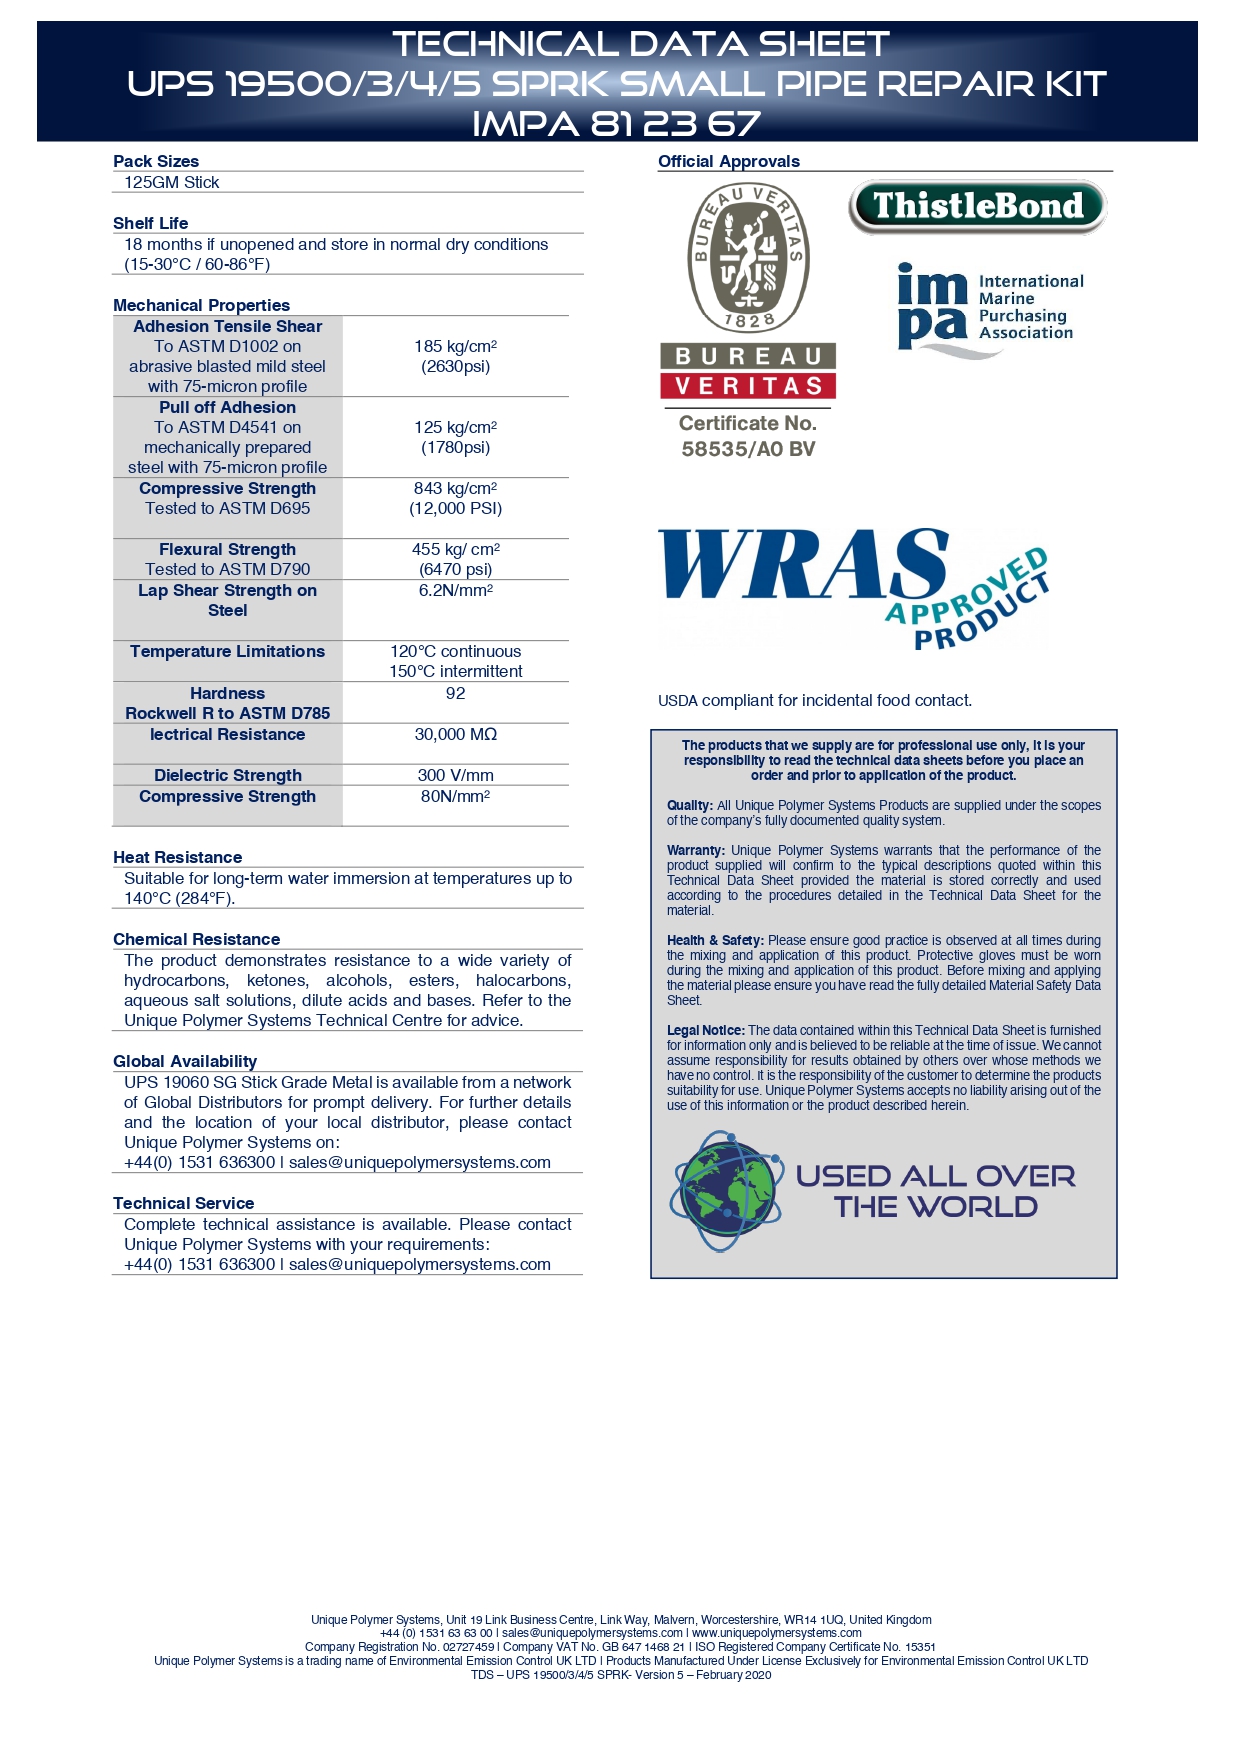 TECHNICAL DATA SHEET
UPS 19500/3/4/5 SPRK SMALL PIPE REPAIR KIT
IMPA 81 23 67
Pack Sizes
125GM Stick
Shelf Life
18 months if unopened and store in normal dry conditions
(15-30°C / 60-86°F)
Mechanical Properties
Adhesion Tensile Shear
To ASTM D1002 on
abrasive blasted mild steel
with 75-micron profile
185 kg/cm²
(2630psi)
Pull off Adhesion
To ASTM D4541 on
mechanically prepared
steel with 75-micron profile
125 kg/cm²
(1780psi)
Compressive Strength
Tested to ASTM D695
843 kg/cm²
(12,000 PSI)
Flexural Strength
Tested to ASTM D790
455 kg/ cm²
(6470 psi)
Lap Shear Strength on
Steel
6.2N/mm²
Temperature Limitations
120°C continuous
150°C intermittent
Hardness
Rockwell R to ASTM D785
92
lectrical Resistance
30,000 MΩ
Dielectric Strength
300 V/mm
Compressive Strength
80N/mm²
Heat Resistance
Suitable for long-term water immersion at temperatures up to
140°C (284°F).
Chemical Resistance
The product demonstrates resistance to a wide variety of
hydrocarbons, ketones, alcohols, esters, halocarbons,
aqueous salt solutions, dilute acids and bases. Refer to the
Unique Polymer Systems Technical Centre for advice.
Global Availability
UPS 19060 SG Stick Grade Metal is available from a network
of Global Distributors for prompt delivery. For further details
and the location of your local distributor, please contact
Unique Polymer Systems on:
+44(0) 1531 636300 | sales@uniquepolymersystems.com
Technical Service
Complete technical assistance is available. Please contact
Unique Polymer Systems with your requirements:
+44(0) 1531 636300 | sales@uniquepolymersystems.com
Official Approvals
BUREAU VERITAS
1828
BUREAU
VERITAS
Certificate No.
58535/A0 BV
ThistleBond
impa
International
Marine
Purchasing
Association
WRAS
APPROVED
PRODUCT
USDA compliant for incidental food contact.
The products that we supply are for professional use only, it is your
responsibility to read the technical data sheets before you place an
order and prior to application of the product.
Quality: All Unique Polymer Systems Products are supplied under the scopes
of the company's fully documented quality system.
Warranty: Unique Polymer Systems warrants that the performance of the
product supplied will confirm to the typical descriptions quoted within this
Technical Data Sheet provided the material is stored correctly and used
according to the procedures detailed in the Technical Data Sheet for the
material.
Health & Safety: Please ensure good practice is observed at all times during
the mixing and application of this product. Protective gloves must be worn
during the mixing and application of this product. Before mixing and applying
the material please ensure you have read the fully detailed Material Safety Data
Sheet.
Legal Notice: The data contained within this Technical Data Sheet is furnished
for information only and is believed to be reliable at the time of issue. We cannot
assume responsibility for results obtained by others over whose methods we
have no control. It is the responsibility of the customer to determine the products
suitability for use. Unique Polymer Systems accepts no liability arising out of the
use of this information or the product described herein.
USED ALL OVER
THE WORLD
Unique Polymer Systems, Unit 19 Link Business Centre, Link Way, Malvern, Worcestershire, WR14 1UQ, United Kingdom
+44 (0) 1531 63 63 00 | sales@uniquepolymersystems.com | www.uniquepolymersystems.com
Company Registration No. 02727459 | Company VAT No. GB 647 1468 21 | ISO Registered Company Certificate No. 15351
Unique Polymer Systems is a trading name of Environmental Emission Control UK LTD | Products Manufactured Under License Exclusively for Environmental Emission Control UK LTD
TDS – UPS 19500/3/4/5 SPRK- Version 5 – February 2020